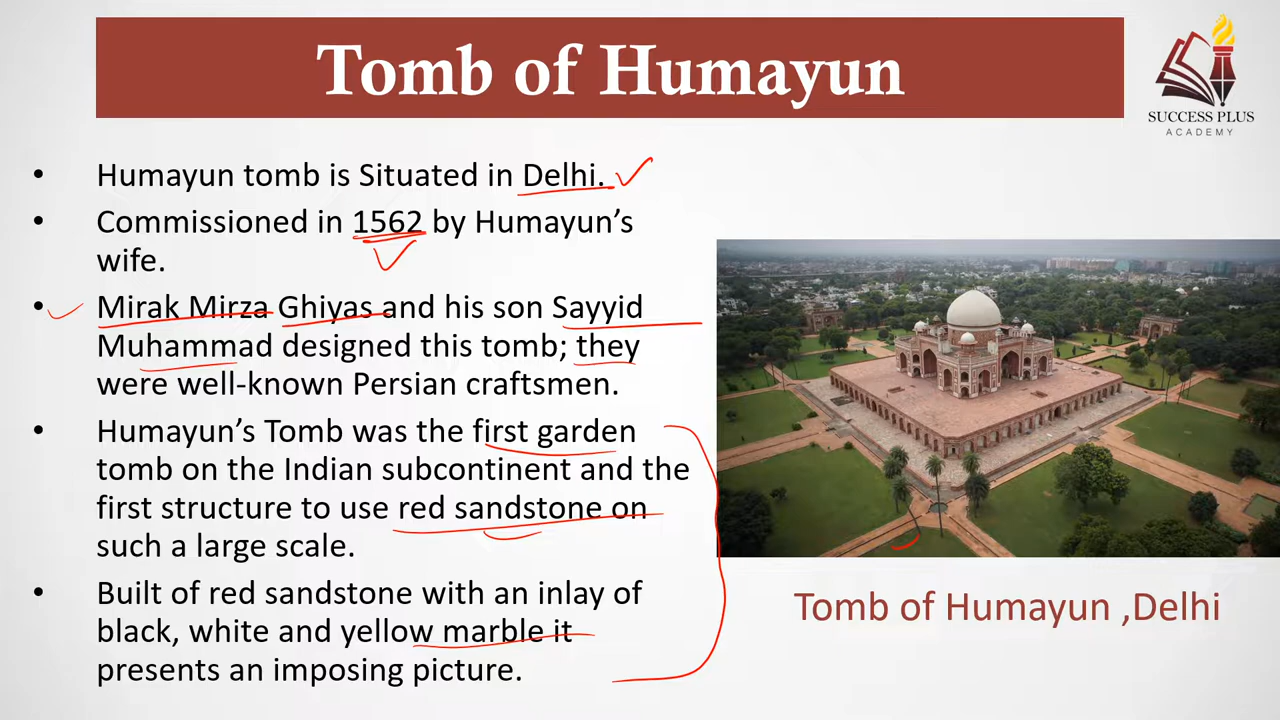 Tomb of Humayun
SUCCESS PLUS
ACADEMY
• Humayun tomb is Situated in Delhi.
• Commissioned in 1562 by Humayun's
wife.
• Mirak Mirza Ghiyas and his son Sayyid
Muhammad designed this tomb; they
were well-known Persian craftsmen.
• Humayun's Tomb was the first garden
tomb on the Indian subcontinent and the
first structure to use red sandstone on
such a large scale.
• Built of red sandstone with an inlay of
black, white and yellow marble it
presents an imposing picture.
Tomb of Humayun ,Delhi